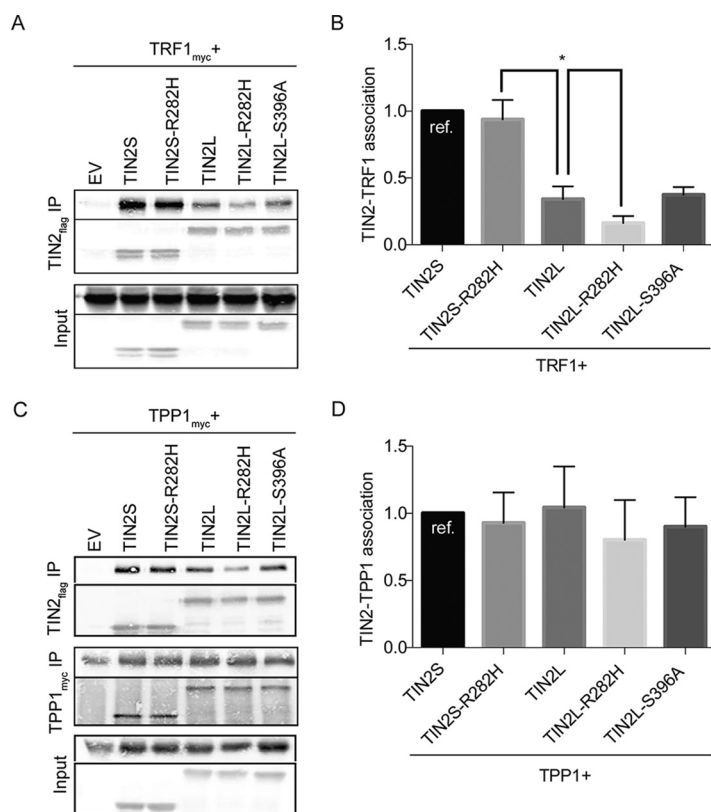 A
TRF1myc+
EV
TIN2S
TIN2S-R282H
TIN2L
TIN2L-R282H
TIN2L-S396A
TIN2flag IP
Input
B
TIN2-TRF1 association
1.5
1.0
0.5
0.0
*
ref.
TIN2S
TIN2S-R282H
TIN2L
TIN2L-R282H
TIN2L-S396A
TRF1+
C
TPP1myc+
EV
TIN2S
TIN2S-R282H
TIN2L
TIN2L-R282H
TIN2L-S396A
TIN2flag IP
TPP1myc IP
Input
D
TIN2-TPP1 association
1.5
1.0
0.5
0.0
ref.
TIN2S
TIN2S-R282H
TIN2L
TIN2L-R282H
TIN2L-S396A
TPP1+